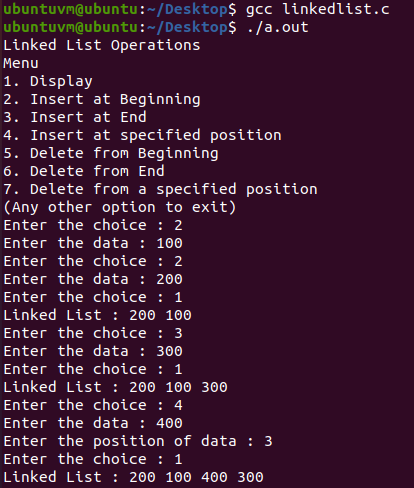 ubuntuvm@ubuntu:~/Desktop$ gcc linkedlist.c
ubuntuvm@ubuntu:~/Desktop$ ./a.out
Linked List Operations
Menu
1. Display
2. Insert at Beginning
3. Insert at End
4. Insert at specified position
5. Delete from Beginning
6. Delete from End
7. Delete from a specified position
(Any other option to exit)
Enter the choice : 2
Enter the data : 100
Enter the choice : 2
Enter the data : 200
Enter the choice : 1
Linked List : 200 100
Enter the choice : 3
Enter the data : 300
Enter the choice : 1
Linked List : 200 100 300
Enter the choice : 4
Enter the data : 400
Enter the position of data : 3
Enter the choice : 1
Linked List : 200 100 400 300